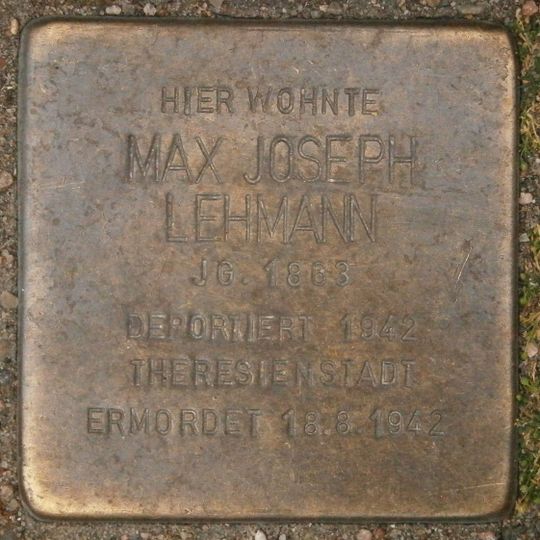 HIER WOHNTE
MAX JOSEPH
LEHMANN
JG. 1863
DEPORTIERT 1942
THERESIENSTADT
ERMORDET 18.8.1942